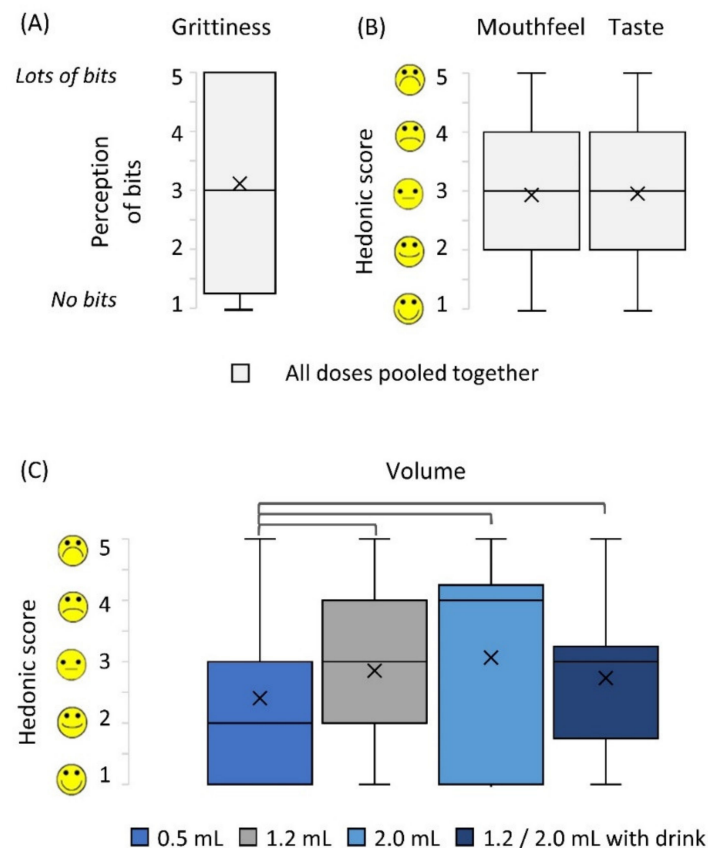 (A)
Grittiness
Lots of bits
5
4
3
2
1
Perception
of bits
No bits
(B)
Mouthfeel Taste
Hedonic score
5
4
3
2
1
All doses pooled together
(C)
Volume
Hedonic score
5
4
3
2
1
0.5 mL 1.2 mL 2.0 mL 1.2 / 2.0 mL with drink